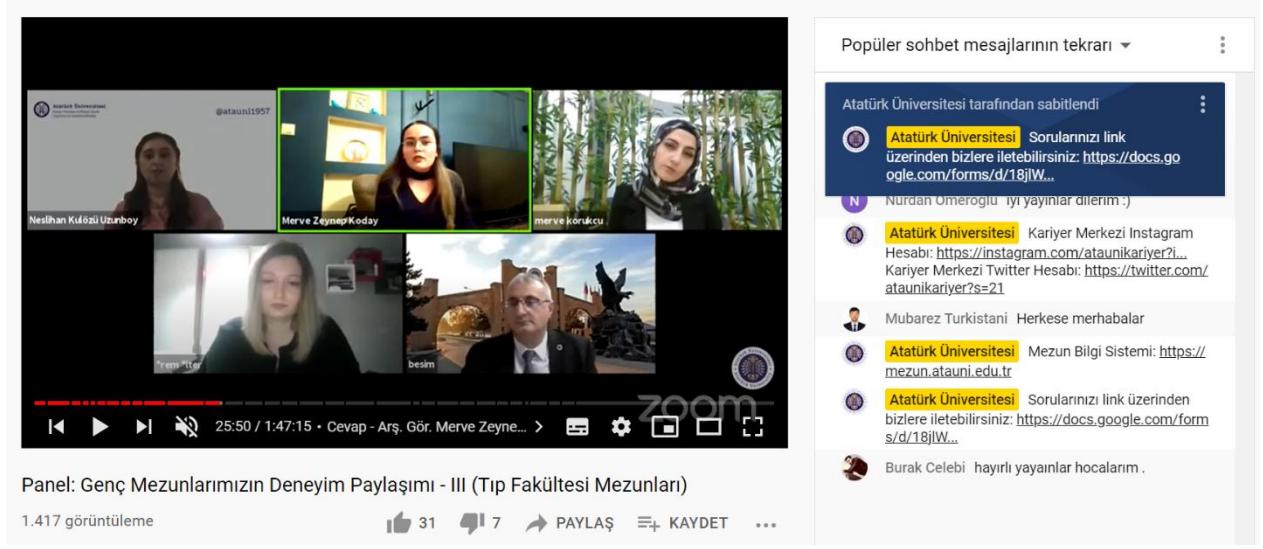 Atatürk Üniversitesi
@atauni1957
Neslihan Kulözü Uzunboy
Merve Zeynep Koday
merve korukcu
*rem *lter
besim
zoom
25:50 / 1:47:15 • Cevap - Arş. Gör. Merve Zeyne...
Panel: Genç Mezunlarımızın Deneyim Paylaşımı - III (Tıp Fakültesi Mezunları)
1.417 görüntüleme
31
7
PAYLAŞ
KAYDET
Popüler sohbet mesajlarının tekrarı
Atatürk Üniversitesi tarafından sabitlendi
Atatürk Üniversitesi Sorularınızı link
üzerinden bizlere iletebilirsiniz: https://docs.go
ogle.com/forms/d/18jlW...
N
Nurdan Ömeroğlu iyi yayınlar dilerim :)
Atatürk Üniversitesi Kariyer Merkezi Instagram
Hesabı: https://instagram.com/ataunikariyer?i...
Kariyer Merkezi Twitter Hesabı: https://twitter.com/
ataunikariyer?s=21
Mubarez Turkistani Herkese merhabalar
Atatürk Üniversitesi Mezun Bilgi Sistemi: https://
mezun.atauni.edu.tr
Atatürk Üniversitesi Sorularınızı link üzerinden
bizlere iletebilirsiniz: https://docs.google.com/form
s/d/18jlW...
Burak Celebi hayırlı yayaınlar hocalarım .